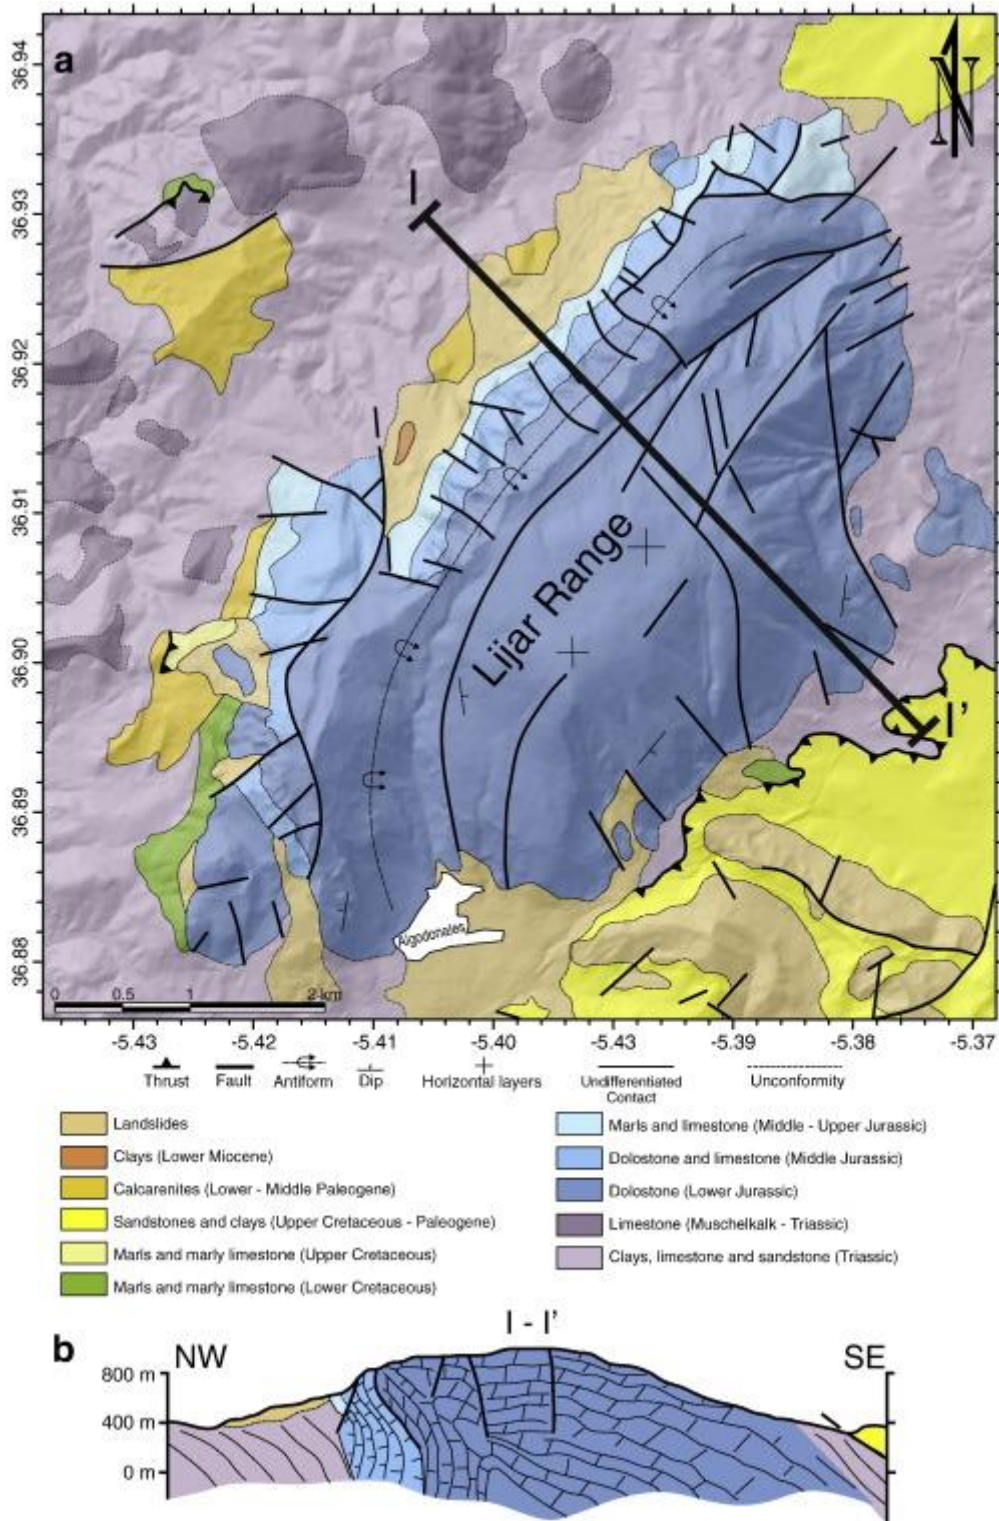 a
N
36.94
36.93
36.92
36.91
36.90
36.89
36.88
I
Lijar Range
I'
Algodonales
0 0.5 1 2 km
-5.43 -5.42 -5.41 -5.40 -5.43 -5.39 -5.38 -5.37
Thrust Fault Antiform Dip Horizontal layers Undifferentiated Contact Unconformity
Landslides
Clays (Lower Miocene)
Calcarenites (Lower - Middle Paleogene)
Sandstones and clays (Upper Cretaceous - Paleogene)
Marls and marly limestone (Upper Cretaceous)
Marls and marly limestone (Lower Cretaceous)
Marls and limestone (Middle - Upper Jurassic)
Dolostone and limestone (Middle Jurassic)
Dolostone (Lower Jurassic)
Limestone (Muschelkalk - Triassic)
Clays, limestone and sandstone (Triassic)
I - I'
b
NW
SE
800 m
400 m
0 m